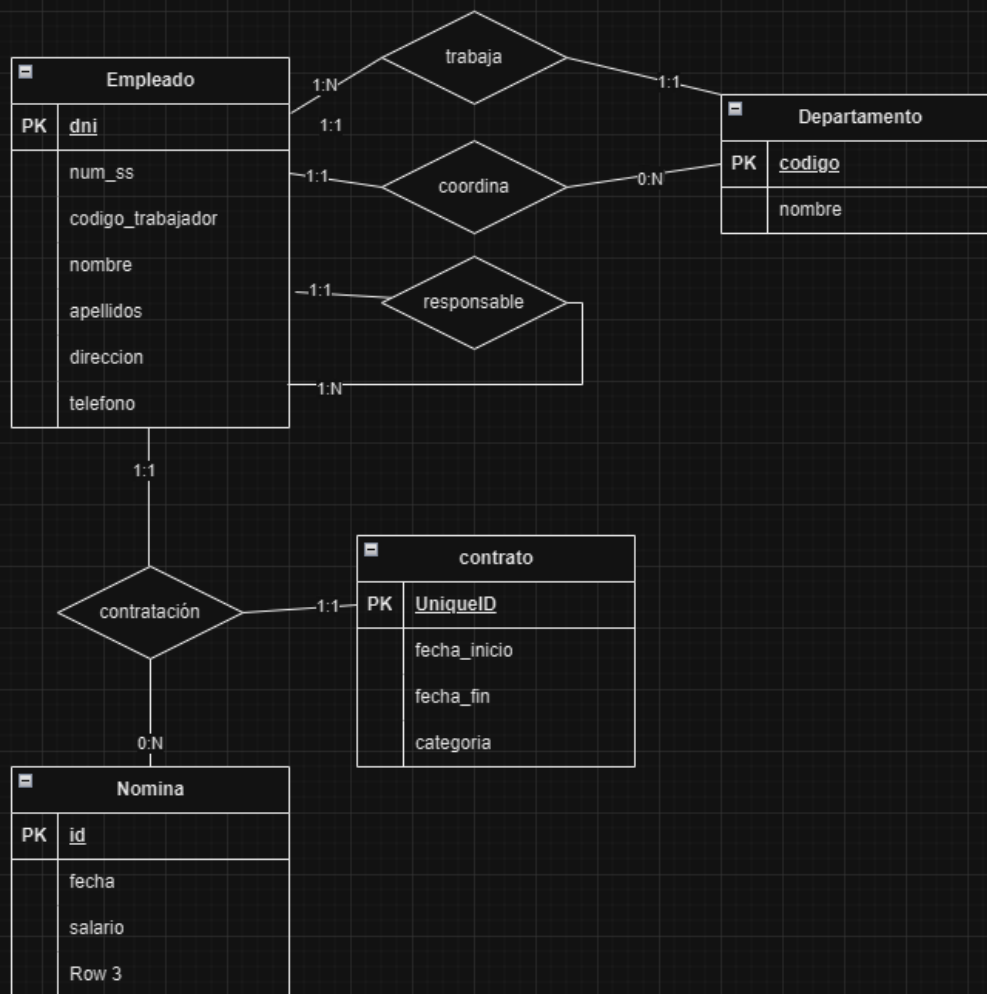 trabaja
Empleado
1:N
1:1
PK dni
1:1
Departamento
PK codigo
nombre
num_ss
1:1
coordina
0:N
codigo_trabajador
nombre
1:1
responsable
apellidos
direccion
1:N
telefono
1:1
contrato
contratación
1:1
PK UniqueID
fecha_inicio
fecha_fin
categoria
0:N
Nomina
PK id
fecha
salario
Row 3